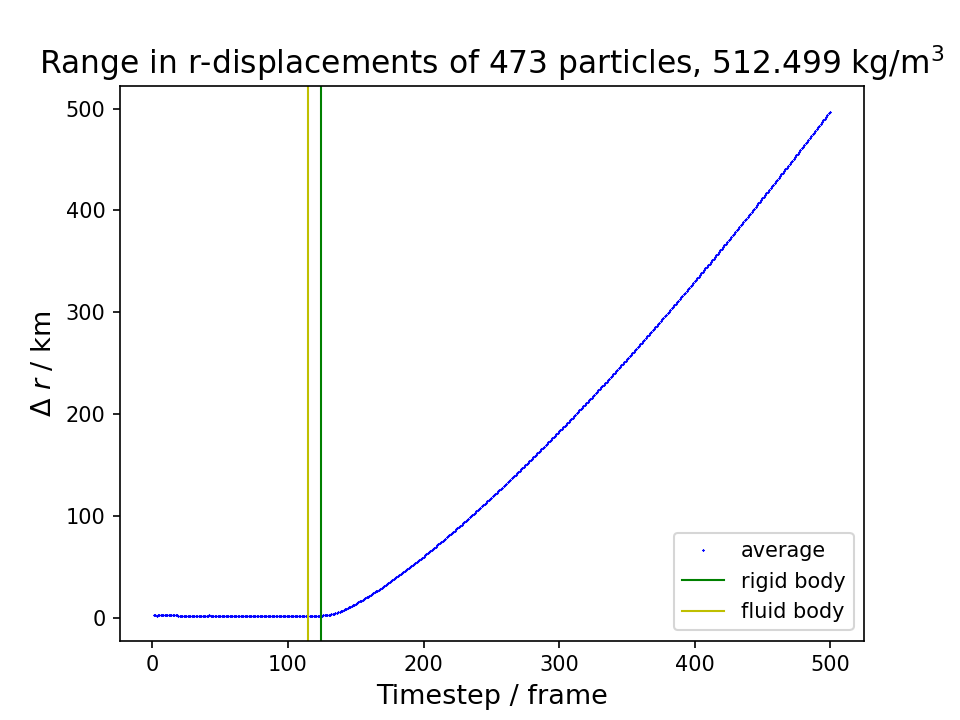 Range in r-displacements of 473 particles, 512.499 kg/m³
500
400
300
200
100
0
Δ r / km
average
rigid body
fluid body
0 100 200 300 400 500
Timestep / frame